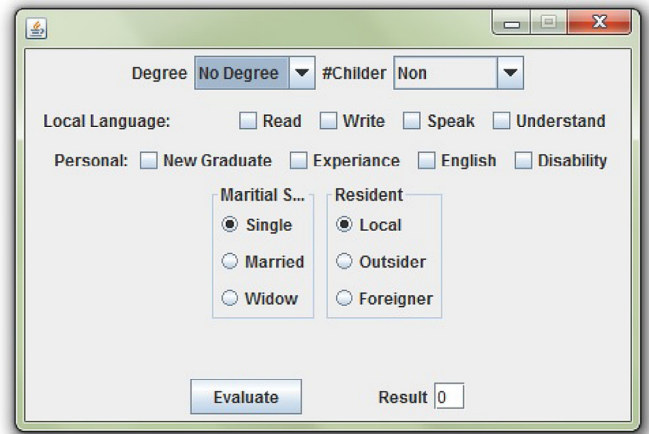 Degree No Degree #Childer Non
Local Language: Read Write Speak Understand
Personal: New Graduate Experiance English Disability
Maritial S... Resident
Single Local
Married Outsider
Widow Foreigner
Evaluate Result 0